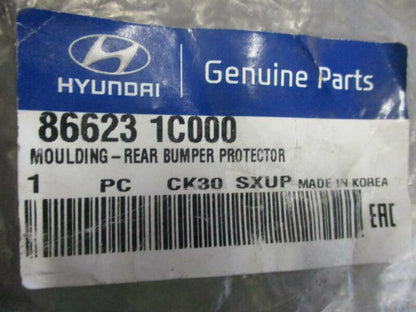 HYUNDAI
Genuine Parts
86623 1C000
MOULDING-REAR BUMPER PROTECTOR
1 PC CK30 SXUP MADE IN KOREA
EAC